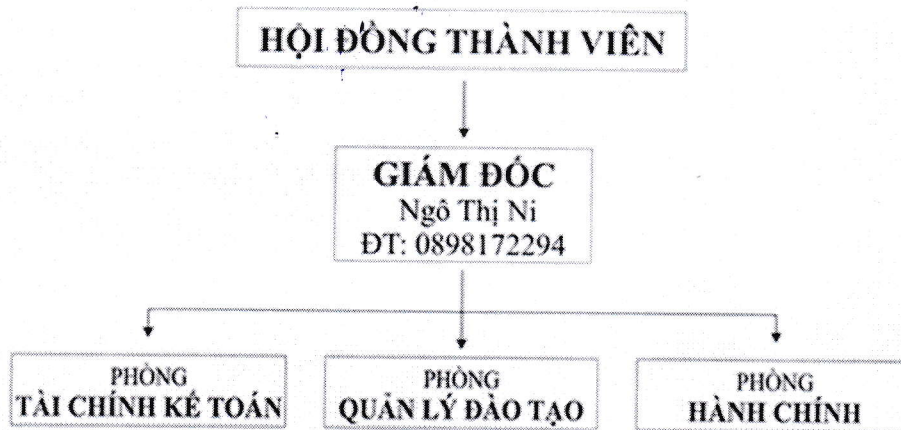 HỘI ĐỒNG THÀNH VIÊN
GIÁM ĐỐC
Ngô Thị Ni
ĐT: 0898172294
PHÒNG
TÀI CHÍNH KẾ TOÁN
PHÒNG
QUẢN LÝ ĐÀO TẠO
PHÒNG
HÀNH CHÍNH